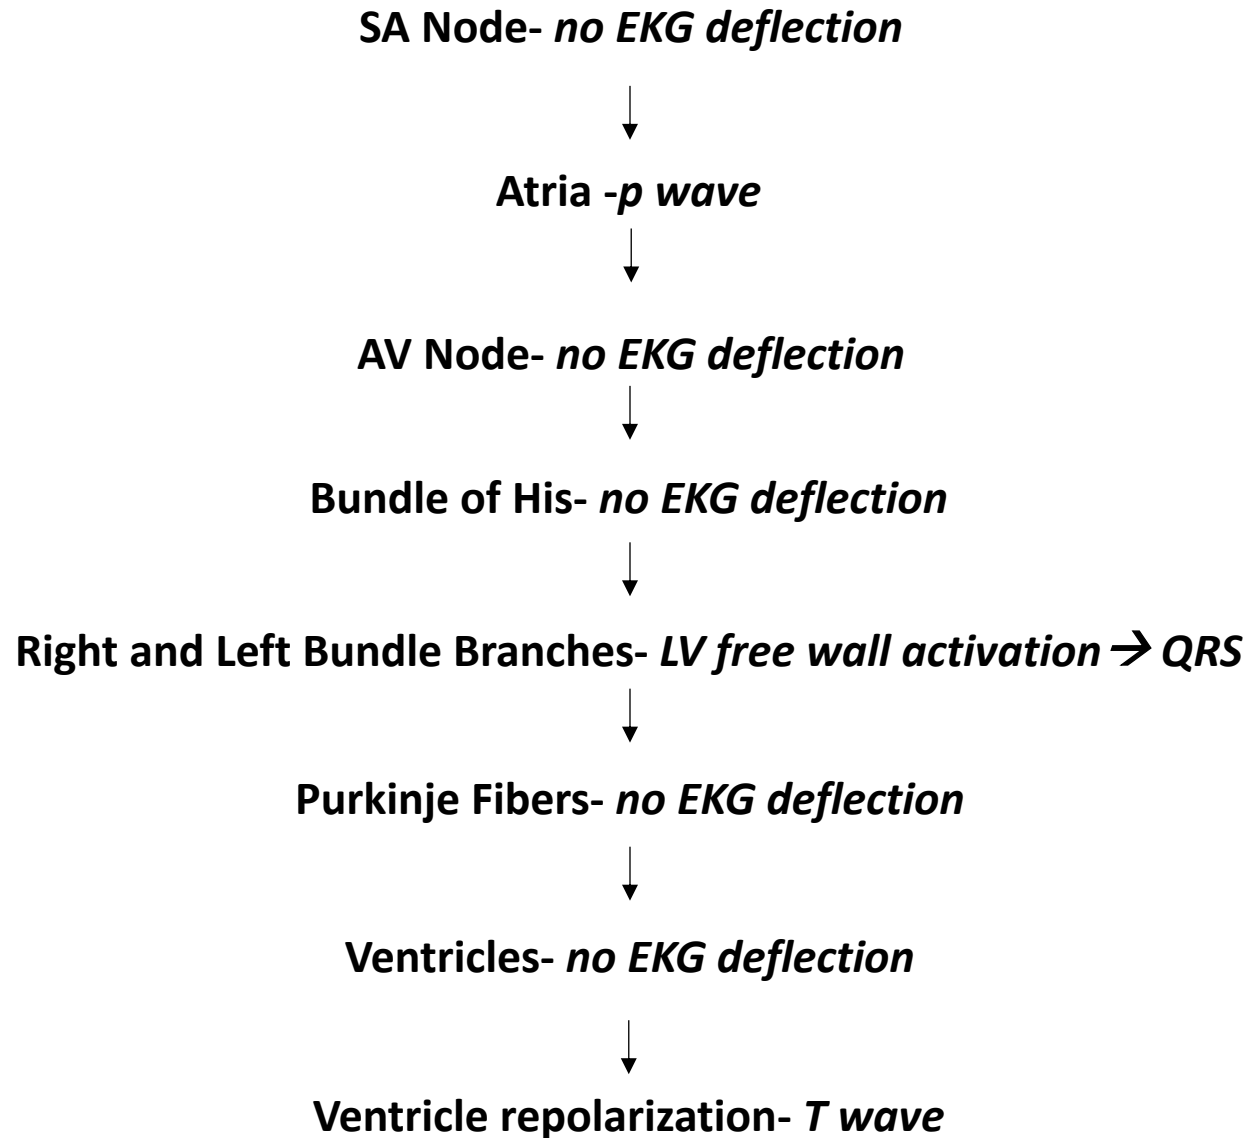 SA Node- no EKG deflection
Atria -p wave
AV Node- no EKG deflection
Bundle of His- no EKG deflection
Right and Left Bundle Branches- LV free wall activation → QRS
Purkinje Fibers- no EKG deflection
Ventricles- no EKG deflection
Ventricle repolarization- T wave